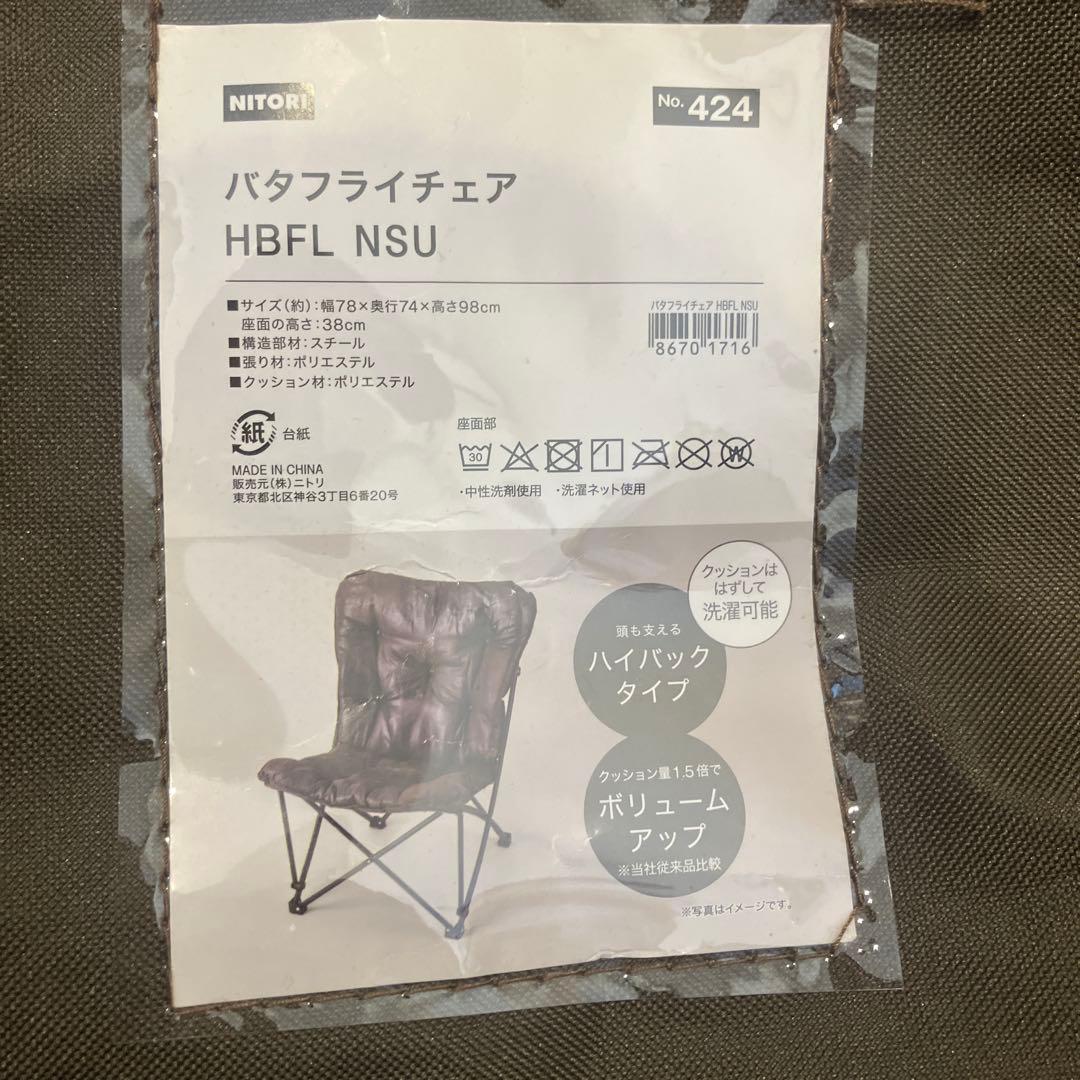 NITORI
No. 424
バタフライチェア
HBFL NSU
■サイズ(約):幅78×奥行74×高さ98cm
座面の高さ:38cm
■構造部材:スチール
■張り材:ポリエステル
■クッション材:ポリエステル
バタフライチェア HBFL NSU
8670 1716
紙 台紙
MADE IN CHINA
販売元(株)ニトリ
東京都北区神谷3丁目6番20号
座面部
30
W
・中性洗剤使用 ・洗濯ネット使用
クッションは
はずして
洗濯可能
頭も支える
ハイバック
タイプ
クッション量1.5倍で
ボリューム
アップ
※当社従来品比較
※写真はイメージです。